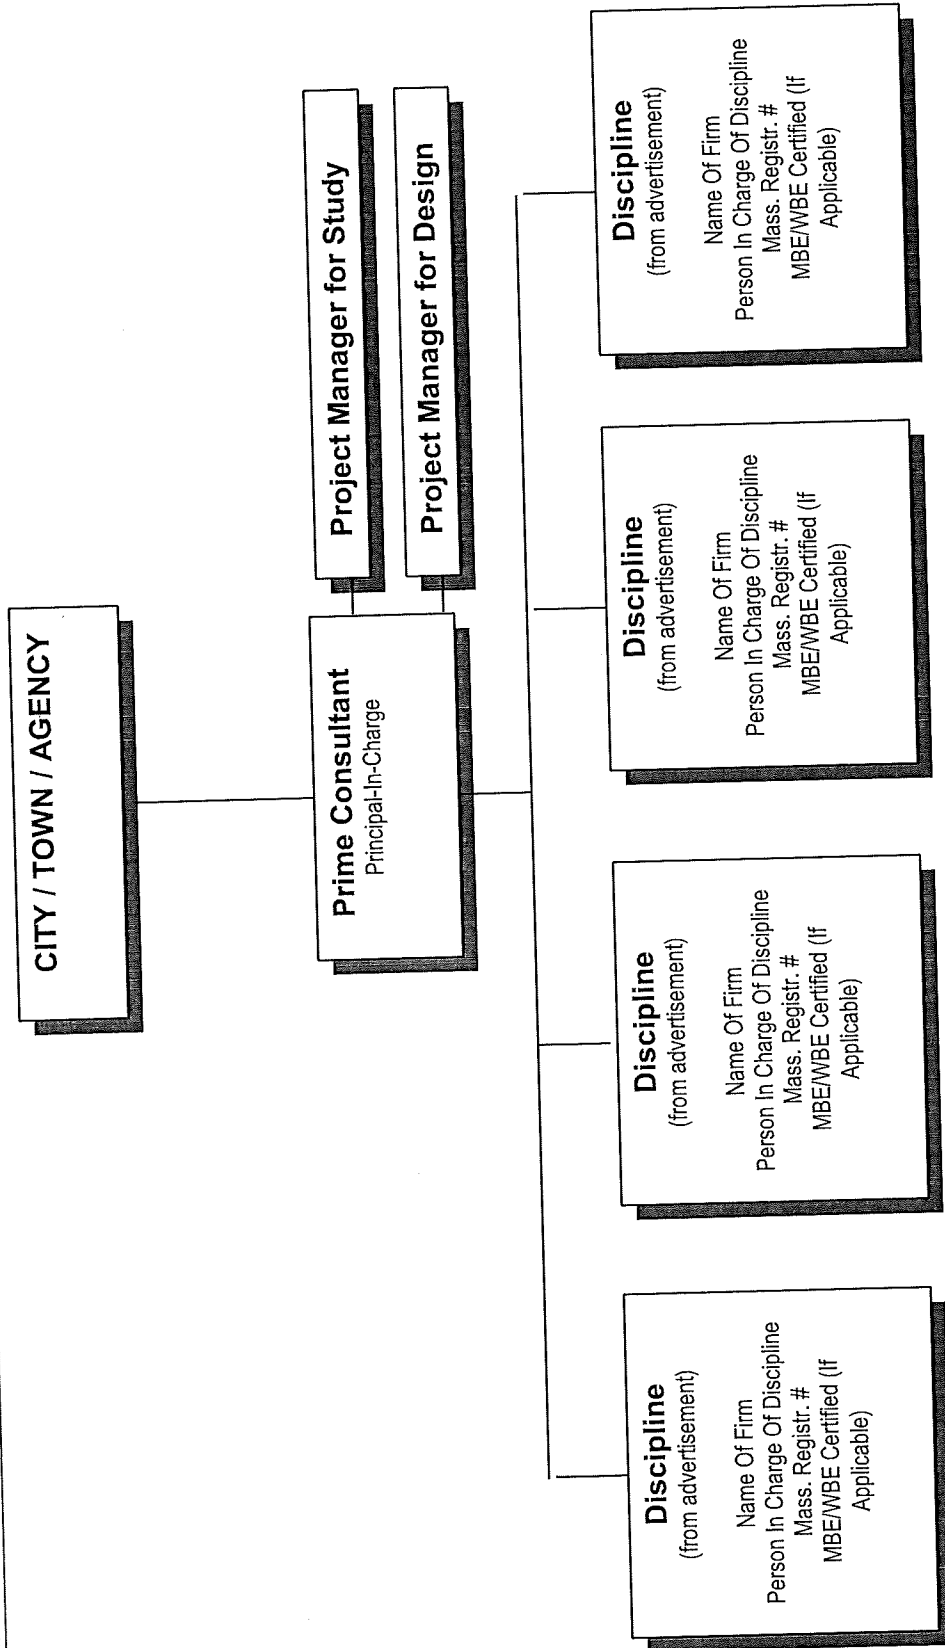 CITY / TOWN / AGENCY
Prime Consultant
Principal-In-Charge
Project Manager for Study
Project Manager for Design
Discipline
(from advertisement)
Name Of Firm
Person In Charge Of Discipline
Mass. Registr. #
MBE/WBE Certified (If
Applicable)
Discipline
(from advertisement)
Name Of Firm
Person In Charge Of Discipline
Mass. Registr. #
MBE/WBE Certified (If
Applicable)
Discipline
(from advertisement)
Name Of Firm
Person In Charge Of Discipline
Mass. Registr. #
MBE/WBE Certified (If
Applicable)
Discipline
(from advertisement)
Name Of Firm
Person In Charge Of Discipline
Mass. Registr. #
MBE/WBE Certified (If
Applicable)